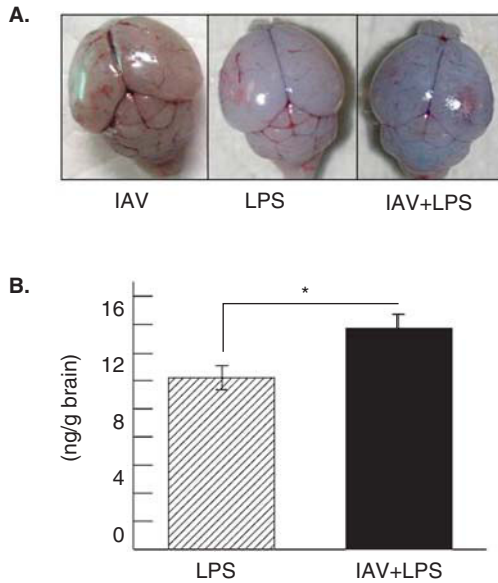 A.
IAV LPS IAV+LPS
B.
*
16
12
8
4
0
(ng/g brain)
LPS IAV+LPS